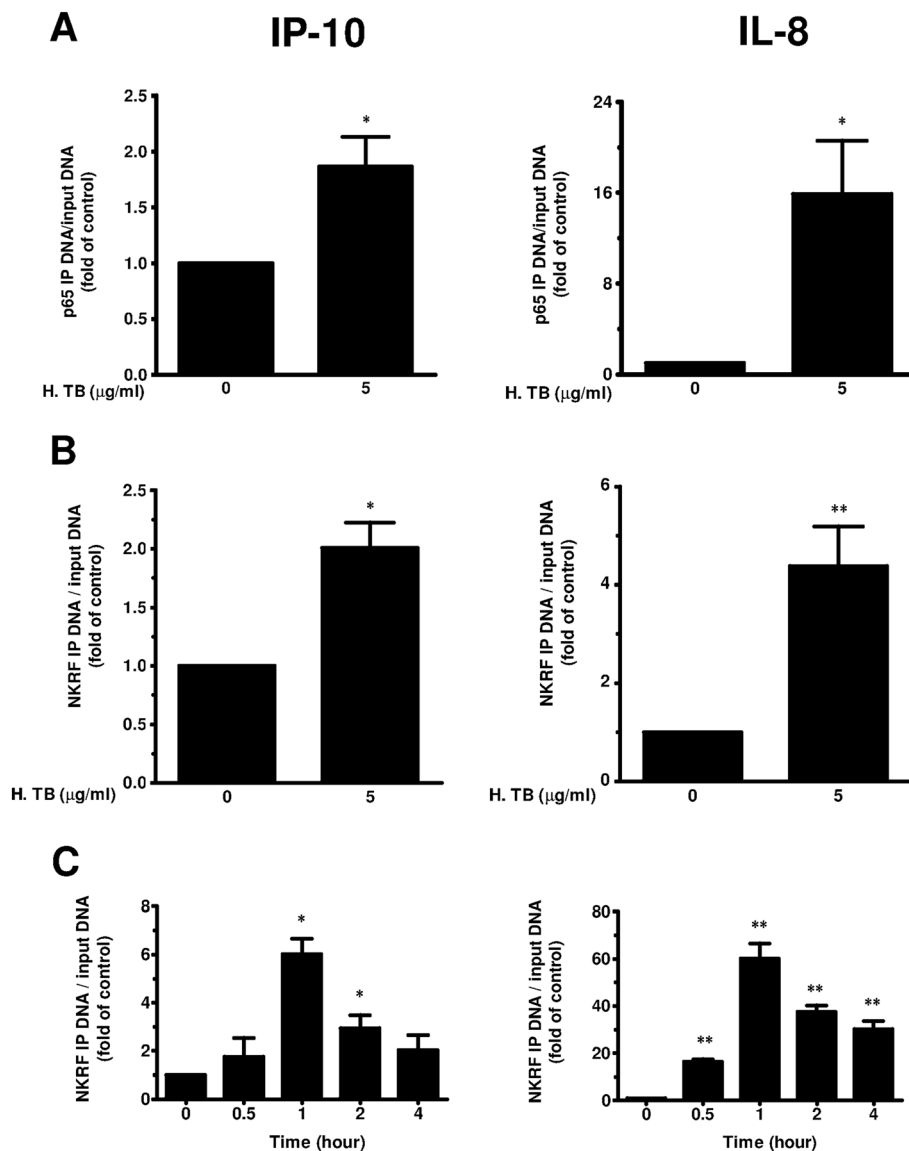 A
IP-10
IL-8
p65 IP DNA/input DNA
(fold of control)
2.5
2.0
1.5
1.0
0.5
0.0
*
H. TB (μg/ml)
0
5
p65 IP DNA/input DNA
(fold of control)
24
16
8
0
*
H. TB (μg/ml)
0
5
B
NKRF IP DNA / input DNA
(fold of control)
2.5
2.0
1.5
1.0
0.5
0.0
*
H. TB (μg/ml)
0
5
NKRF IP DNA / input DNA
(fold of control)
6
4
2
0
**
H. TB (μg/ml)
0
5
C
NKRF IP DNA / input DNA
(fold of control)
8
6
4
2
0
*
*
0 0.5 1 2 4
Time (hour)
NKRF IP DNA / input DNA
(fold of control)
80
60
40
20
0
**
**
**
**
0 0.5 1 2 4
Time (hour)